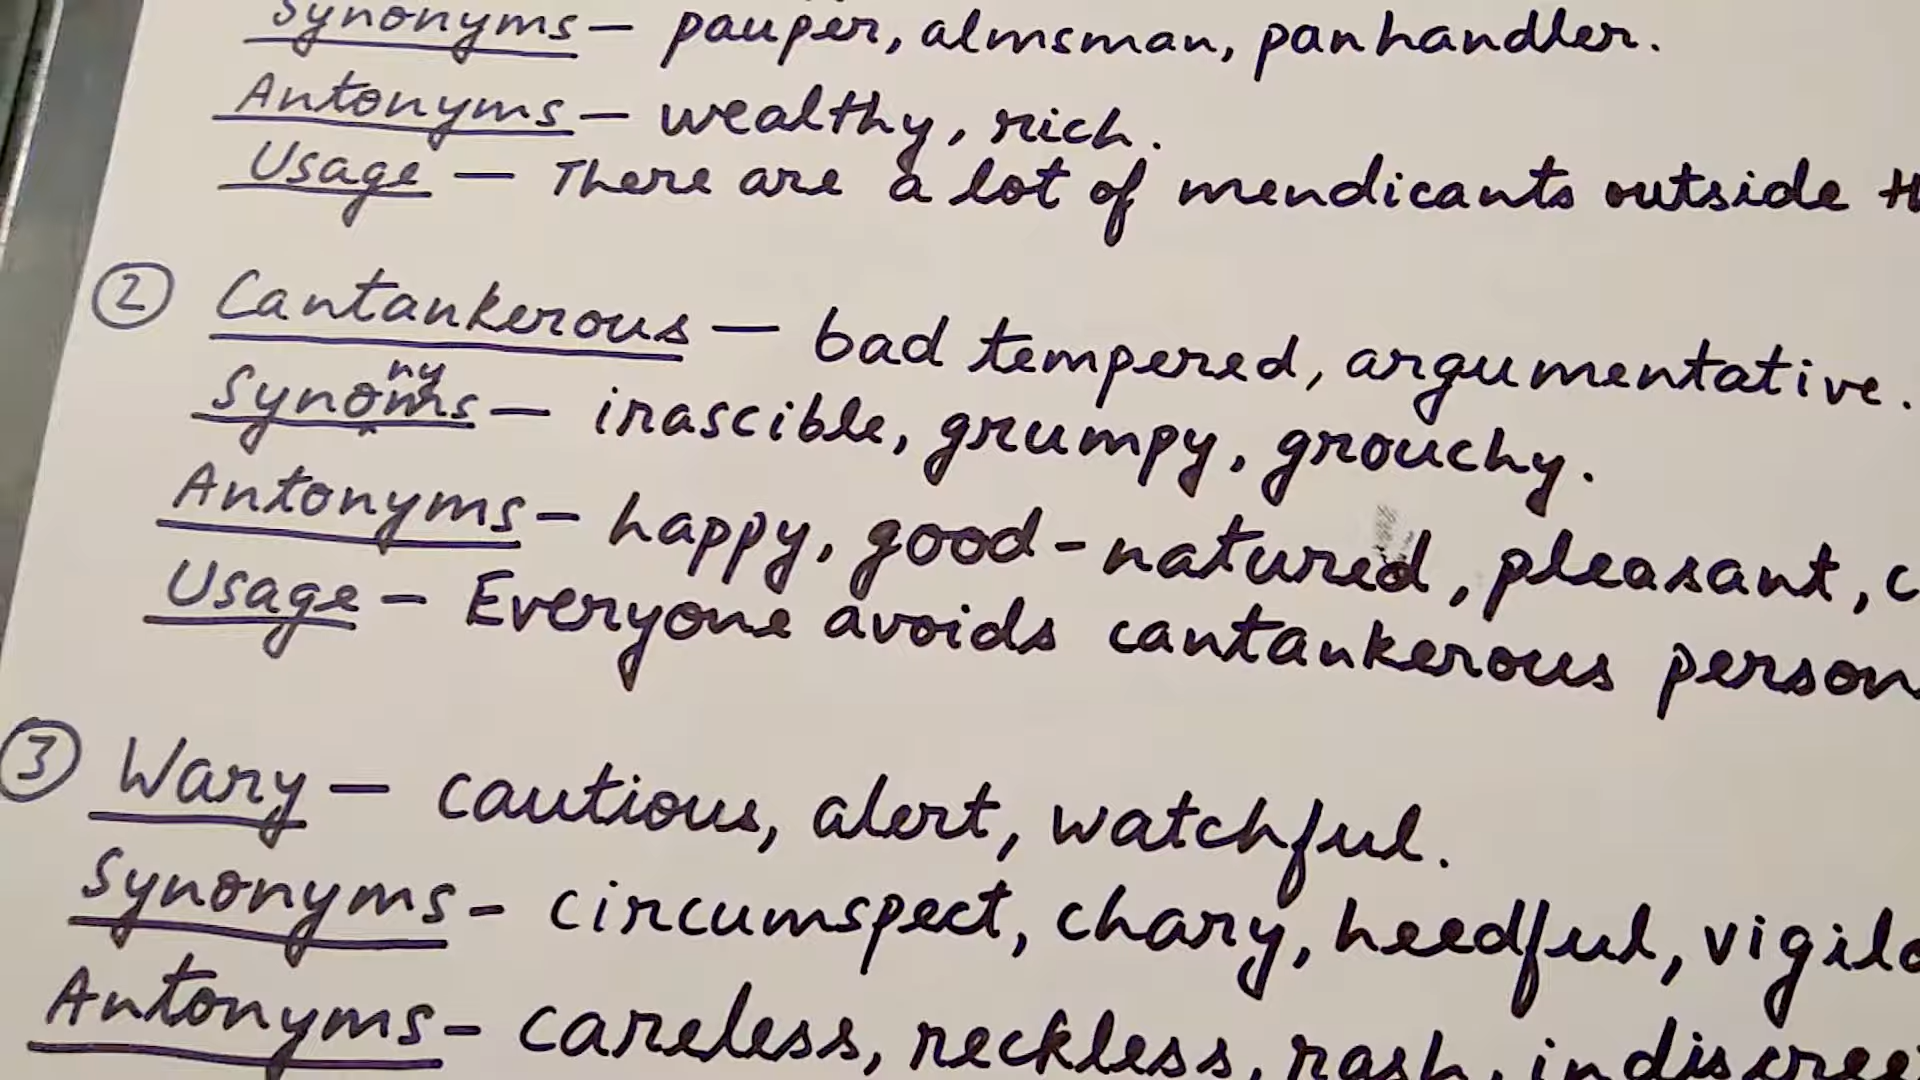 Synonyms – pauper, almsman, panhandler.
Antonyms – wealthy, rich.
Usage – There are a lot of mendicants outside
② Cantankerous – bad tempered, argumentative.
Synonyms – irascible, grumpy, grouchy.
Antonyms – happy, good-natured, pleasant,
Usage – Everyone avoids cantankerous person
③ Wary – cautious, alert, watchful.
Synonyms – circumspect, chary, heedful,
Antonyms – careless, reckless, rash,